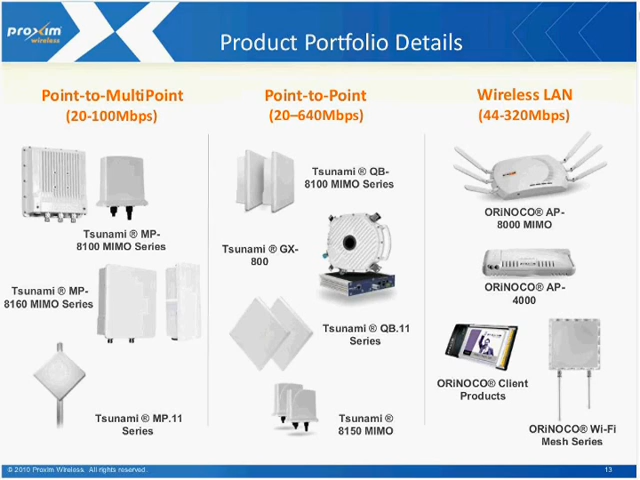 proxim
wireless
Product Portfolio Details
Point-to-MultiPoint
(20-100Mbps)
Tsunami ® MP-
8100 MIMO Series
Tsunami ® MP-
8160 MIMO Series
Tsunami ® MP.11
Series
Point-to-Point
(20–640Mbps)
Tsunami ® QB-
8100 MIMO Series
Tsunami ® GX-
800
Tsunami ® QB.11
Series
Tsunami ®
8150 MIMO
Wireless LAN
(44-320Mbps)
ORiNOCO® AP-
8000 MIMO
ORiNOCO® AP-
4000
ORiNOCO® Client
Products
ORiNOCO® Wi-Fi
Mesh Series
© 2010 Proxim Wireless. All rights reserved.
13